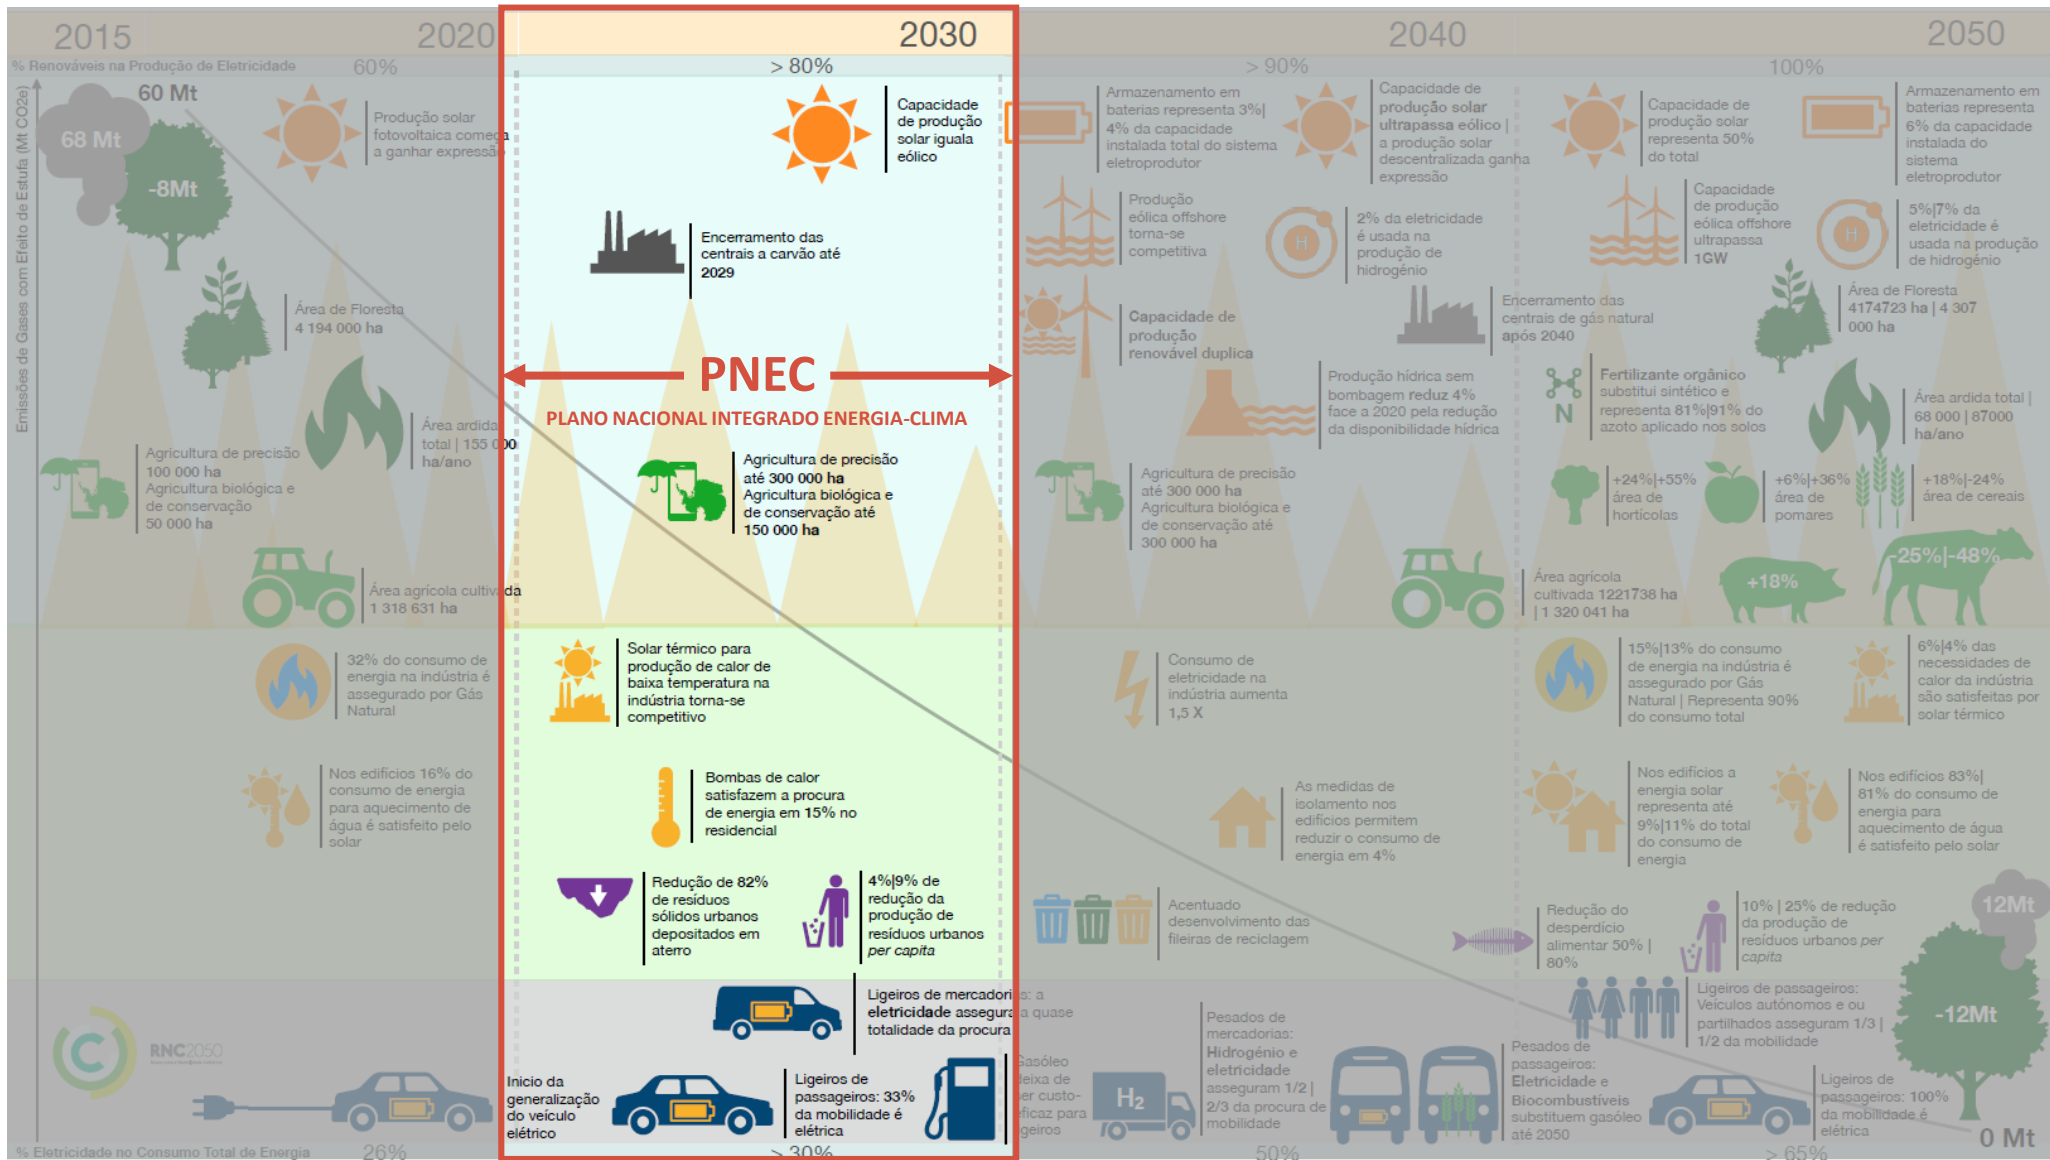 2015
2020
2030
2040
2050
% Renováveis na Produção de Eletricidade
60%
> 80%
> 90%
100%
Emissões de Gases com Efeito de Estufa (Mt CO2e)
60 Mt
68 Mt
-8Mt
Produção solar
fotovoltaica começa
a ganhar expressão
Área de Floresta
4 194 000 ha
Área ardida
total | 155 000
ha/ano
Agricultura de precisão
100 000 ha
Agricultura biológica e
de conservação
50 000 ha
Área agrícola cultivada
1 318 631 ha
32% do consumo de
energia na indústria é
assegurado por Gás
Natural
Nos edifícios 16% do
consumo de energia
para aquecimento de
água é satisfeito pelo
solar
RNC2050
Capacidade
de produção
solar iguala
eólico
Encerramento das
centrais a carvão até
2029
PNEC
PLANO NACIONAL INTEGRADO ENERGIA-CLIMA
Agricultura de precisão
até 300 000 ha
Agricultura biológica e
de conservação até
150 000 ha
Solar térmico para
produção de calor de
baixa temperatura na
indústria torna-se
competitivo
Bombas de calor
satisfazem a procura
de energia em 15% no
residencial
Redução de 82%
de resíduos
sólidos urbanos
depositados em
aterro
4%|9% de
redução da
produção de
resíduos urbanos
per capita
Ligeiros de mercadorias: a
eletricidade assegura a quase
totalidade da procura
Inicio da
generalização
do veículo
elétrico
Ligeiros de
passageiros: 33%
da mobilidade é
elétrica
Armazenamento em
baterias representa 3%|
4% da capacidade
instalada total do sistema
eletroprodutor
Capacidade de
produção solar
ultrapassa eólico |
a produção solar
descentralizada ganha
expressão
Produção
eólica offshore
torna-se
competitiva
H
2% da eletricidade
é usada na
produção de
hidrogénio
Capacidade de
produção
renovável duplica
Encerramento das
centrais de gás natural
após 2040
Produção hídrica sem
bombagem reduz 4%
face a 2020 pela redução
da disponibilidade hídrica
Agricultura de precisão
até 300 000 ha
Agricultura biológica e
de conservação até
300 000 ha
Consumo de
eletricidade na
indústria aumenta
1,5 X
As medidas de
isolamento nos
edifícios permitem
reduzir o consumo de
energia em 4%
Acentuado
desenvolvimento das
fileiras de reciclagem
Gasóleo
deixa de
ser custo-
eficaz para
ligeiros
H2
Pesados de
mercadorias:
Hidrogénio e
eletricidade
asseguram 1/2 |
2/3 da procura de
mobilidade
Capacidade de
produção solar
representa 50%
do total
Armazenamento em
baterias representa
6% da capacidade
instalada do
sistema
eletroprodutor
Capacidade
de produção
eólica offshore
ultrapassa
1GW
H
5%|7% da
eletricidade é
usada na produção
de hidrogénio
Área de Floresta
4174723 ha | 4 307
000 ha
N
Fertilizante orgânico
substitui sintético e
representa 81%|91% do
azoto aplicado nos solos
Área ardida total |
68 000 | 87000
ha/ano
+24%|+55%
área de
hortícolas
+6%|+36%
área de
pomares
+18%|-24%
área de cereais
Área agrícola
cultivada 1221738 ha
| 1 320 041 ha
+18%
-25%|-48%
15%|13% do consumo
de energia na indústria é
assegurado por Gás
Natural | Representa 90%
do consumo total
6%|4% das
necessidades de
calor da indústria
são satisfeitas por
solar térmico
Nos edifícios a
energia solar
representa até
9%|11% do total
do consumo de
energia
Nos edifícios 83%|
81% do consumo de
energia para
aquecimento de água
é satisfeito pelo solar
Redução do
desperdício
alimentar 50% |
80%
10% | 25% de redução
da produção de
resíduos urbanos per
capita
12Mt
-12Mt
Ligeiros de passageiros:
Veículos autónomos e ou
partilhados asseguram 1/3 |
1/2 da mobilidade
Pesados de
passageiros:
Eletricidade e
Biocombustíveis
substituem gasóleo
até 2050
Ligeiros de
passageiros: 100%
da mobilidade é
elétrica
0 Mt
% Eletricidade no Consumo Total de Energia
26%
> 30%
50%
> 65%